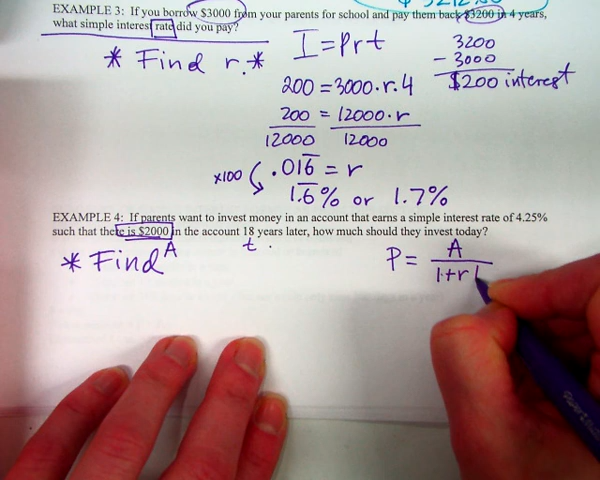 EXAMPLE 3: If you borrow $3000 from your parents for school and pay them back $3200 in 4 years,
what simple interest rate did you pay?
* Find r. *
I = Prt
3200
- 3000
$200 interest
200 = 3000·r·4
200 = 12000·r
12000 12000
x100 .016̅ = r
1.6̅% or 1.7%
EXAMPLE 4: If parents want to invest money in an account that earns a simple interest rate of 4.25%
such that there is $2000 in the account 18 years later, how much should they invest today?
A t.
* Find
P = A
1+r